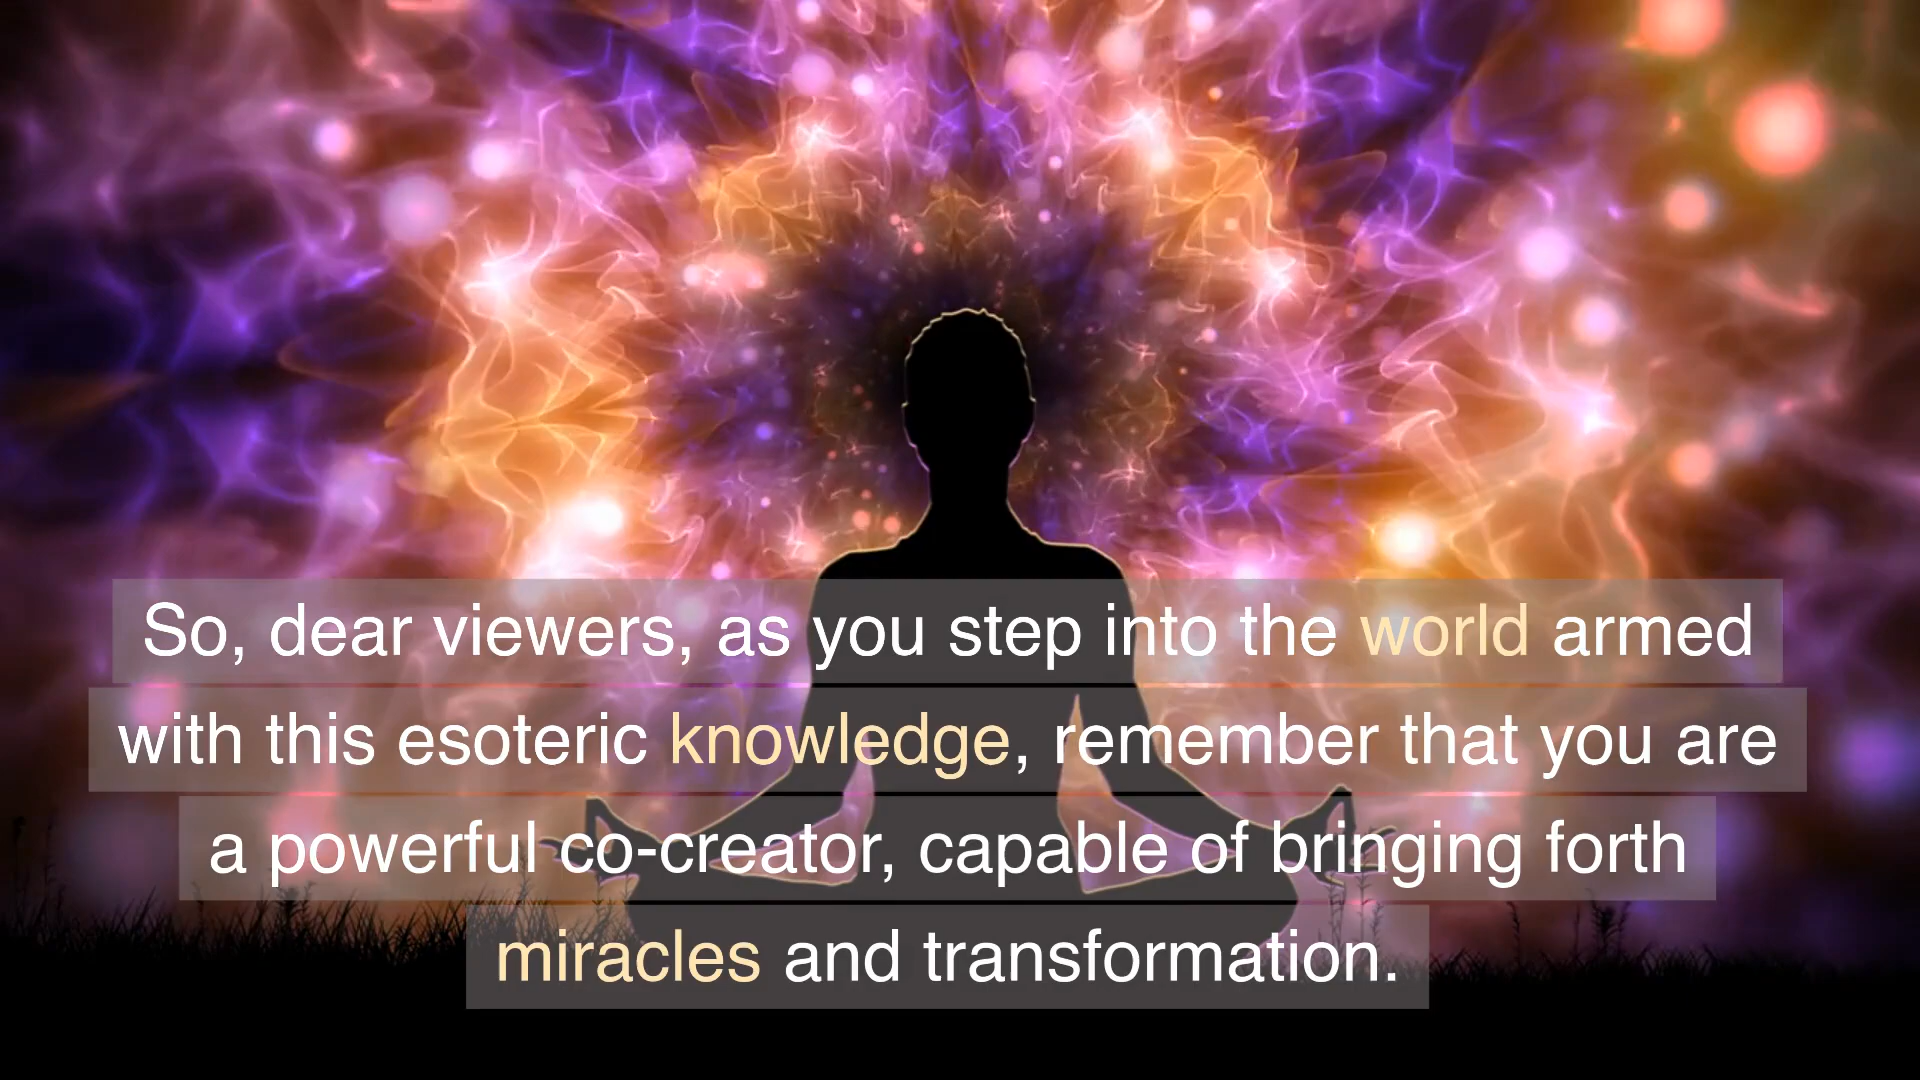 So, dear viewers, as you step into the world armed
with this esoteric knowledge, remember that you are
a powerful co-creator, capable of bringing forth
miracles and transformation.